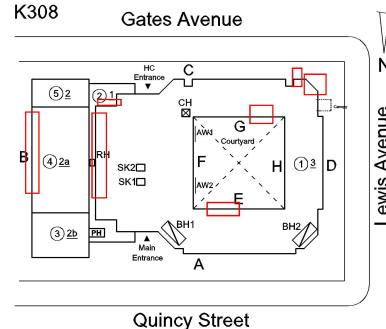 K308
Gates Avenue
N
HC
Entrance
C
5 2
2 1
CH
G
AW1
Courtyard
B
4 2a
RH
F
H
1 3
D
SK2
SK1
AW2
E
BH1
BH2
3 2b
PH
Main
Entrance
A
Lewis Avenue
Quincy Street